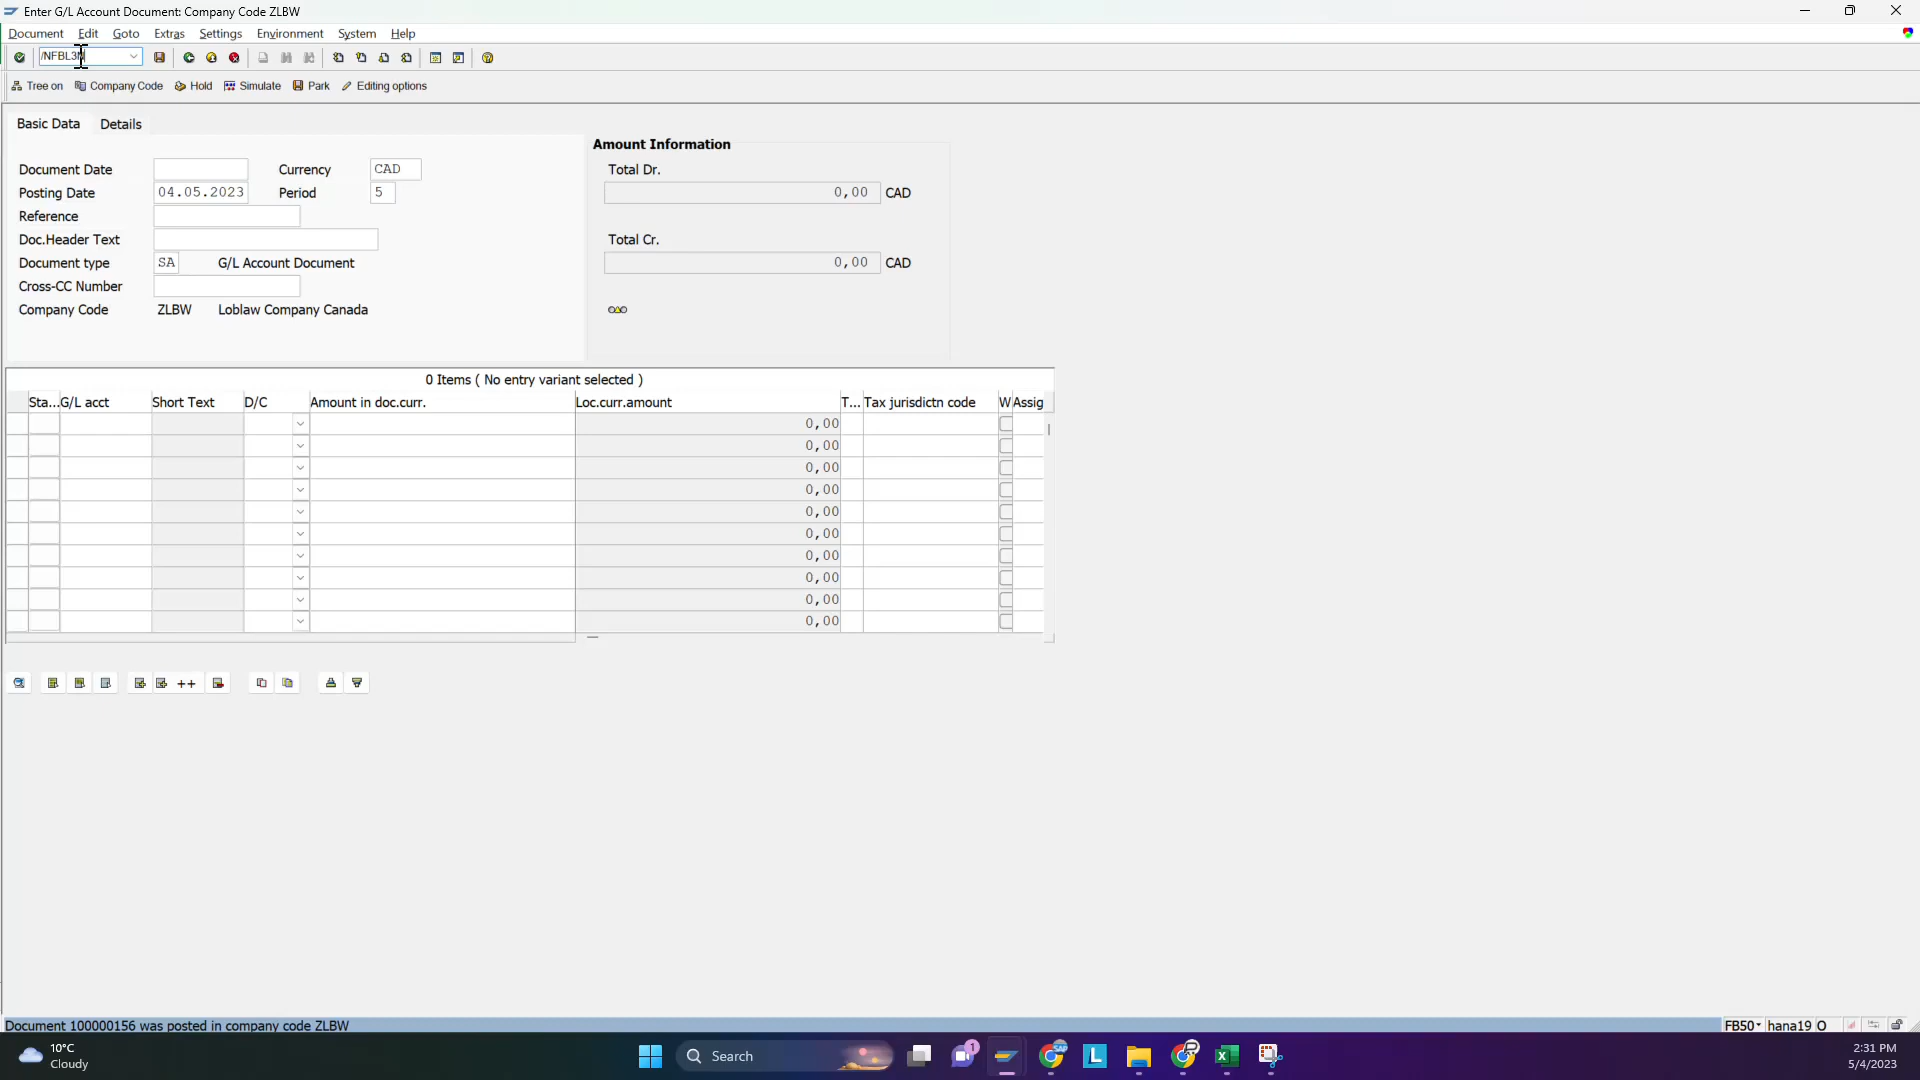 Enter G/L Account Document: Company Code ZLBW
Document Edit Goto Extras Settings Environment System Help
Tree on Company Code Hold Simulate Park Editing options
Basic Data Details
Document Date Currency CAD
Posting Date 04.05.2023 Period 5
Reference
Doc.Header Text
Document type SA G/L Account Document
Cross-CC Number
Company Code ZLBW Loblaw Company Canada
Amount Information
Total Dr.
0,00 CAD
Total Cr.
0,00 CAD
0 Items ( No entry variant selected )
Sta... G/L acct Short Text D/C Amount in doc.curr. Loc.curr.amount T... Tax jurisdictn code W Assig
0,00
0,00
0,00
0,00
0,00
0,00
0,00
0,00
0,00
0,00
Document 100000156 was posted in company code ZLBW
FB50 hana19 O
10°C
Cloudy
Search
1
L
2:31 PM
5/4/2023